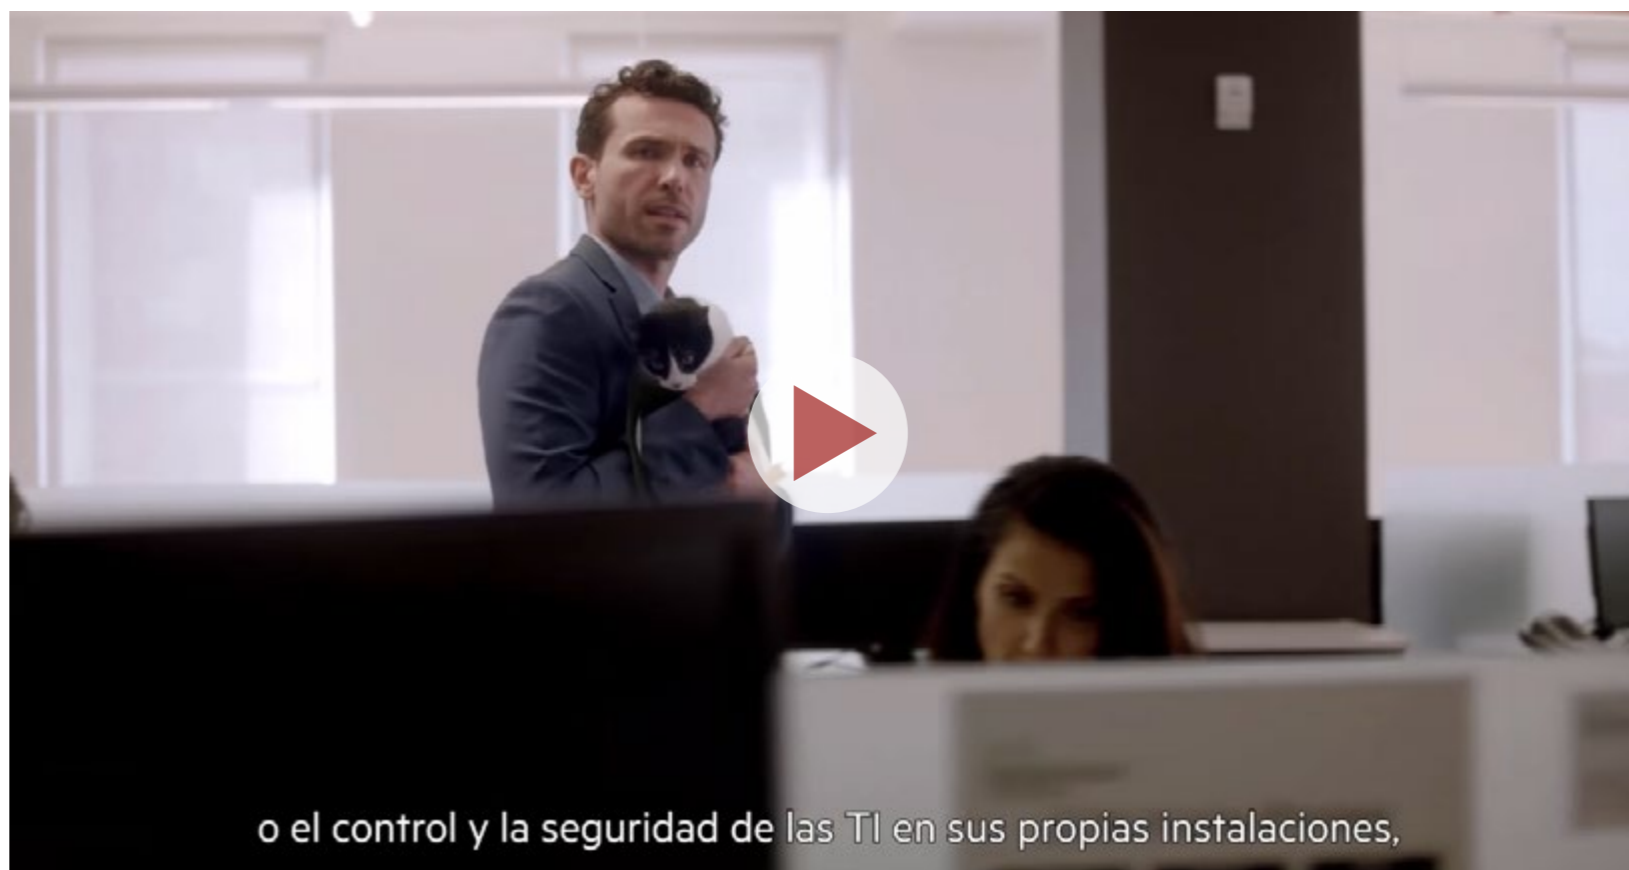 o el control y la seguridad de las TI en sus propias instalaciones,